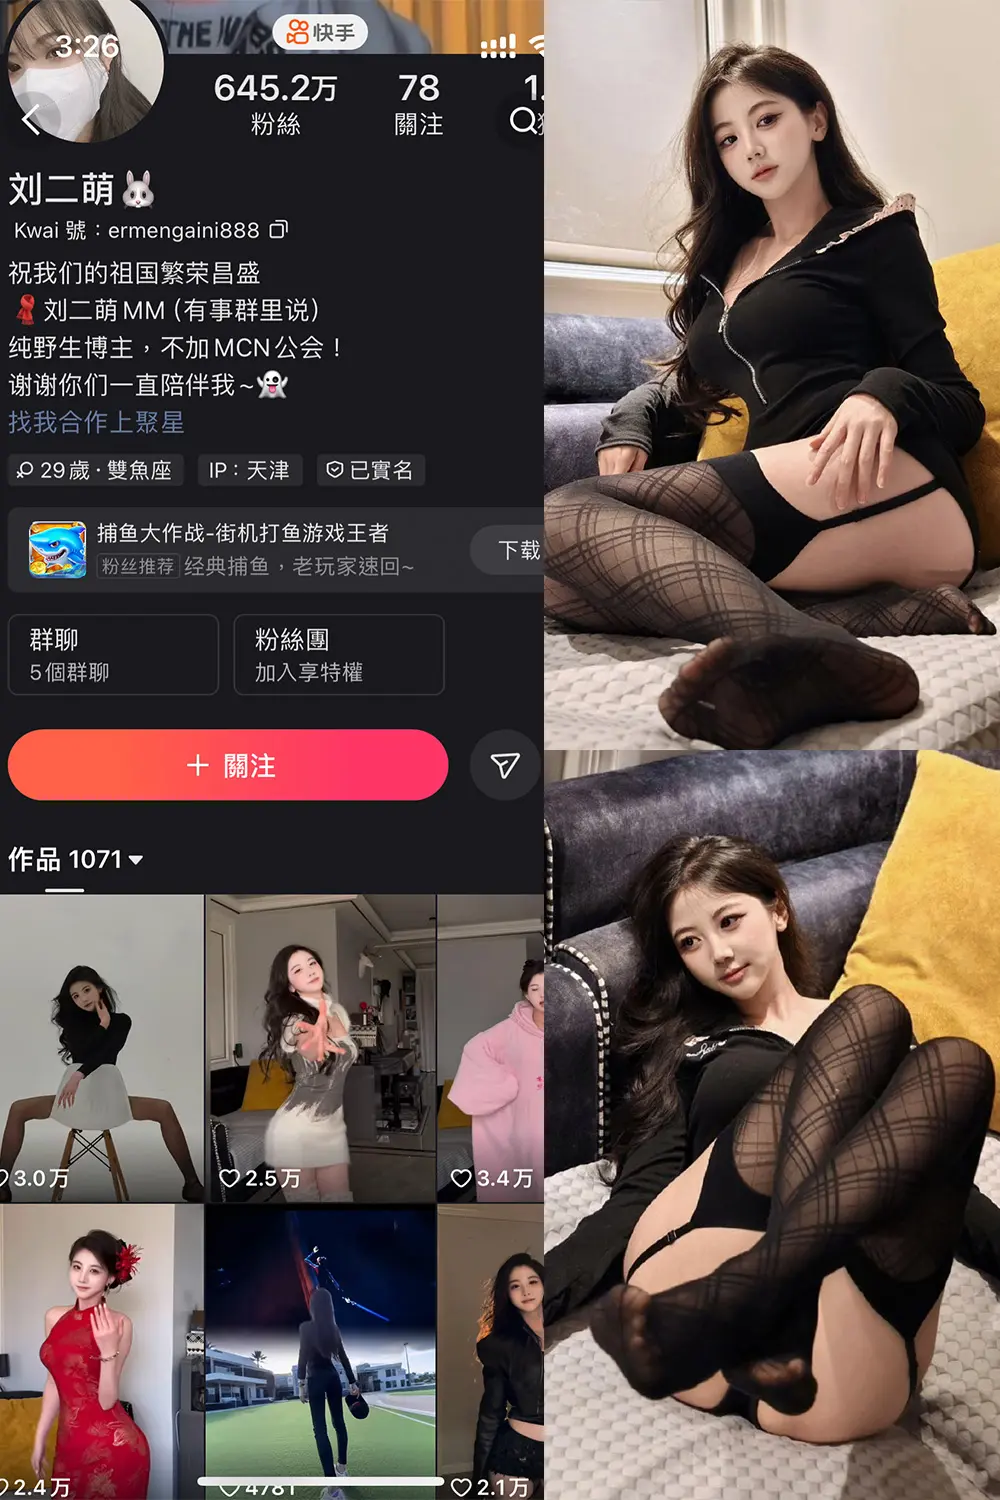 THE
3:26
快手
645.2万
78
1.
粉絲
關注
刘二萌
Kwai 號：ermengaini888
祝我们的祖国繁荣昌盛
刘二萌MM（有事群里说）
纯野生博主，不加MCN公会！
谢谢你们一直陪伴我~
找我合作上聚星
29歲·雙魚座
IP：天津
已實名
捕鱼大作战-街机打鱼游戏王者
粉丝推荐
经典捕鱼，老玩家速回~
下载
群聊
5個群聊
粉絲團
加入享特權
＋ 關注
作品 1071
3.0万
2.5万
3.4万
2.4万
4781
2.1万